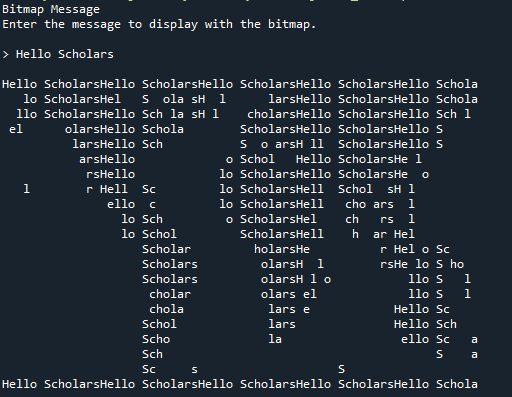 Bitmap Message
Enter the message to display with the bitmap.
> Hello Scholars
Hello ScholarsHello ScholarsHello ScholarsHello ScholarsHello Schola
   lo ScholarsHel   S  ola sH  l      larsHello ScholarsHello Schola
  llo ScholarsHello Sch la sH l    cholarsHello ScholarsHello Sch l
 el      olarsHello Schola        ScholarsHello ScholarsHello S
          larsHello Sch           S  o arsH ll  ScholarsHello S
           arsHello             o Schol   Hello ScholarsHe l
            rsHello            lo ScholarsHello ScholarsHe  o
   l        r Hell  Sc         lo ScholarsHell  Schol  sH l
               ello  c         lo ScholarsHell   cho ars  l
                 lo Sch         o ScholarsHel    ch   rs  l
                 lo Schol         ScholarsHell    h  ar Hel
                    Scholar         holarsHe          r Hel o Sc
                    Scholars         olarsH  l        rsHe lo S ho
                    Scholars         olarsH l o           llo S   l
                     cholar          olars el             llo S   l
                     chola            lars e            Hello Sc
                    Schol             lars              Hello Sch
                    Scho              la                 ello Sc   a
                    Sch                                       S    a
                    Sc     s                    S
Hello ScholarsHello ScholarsHello ScholarsHello ScholarsHello Schola